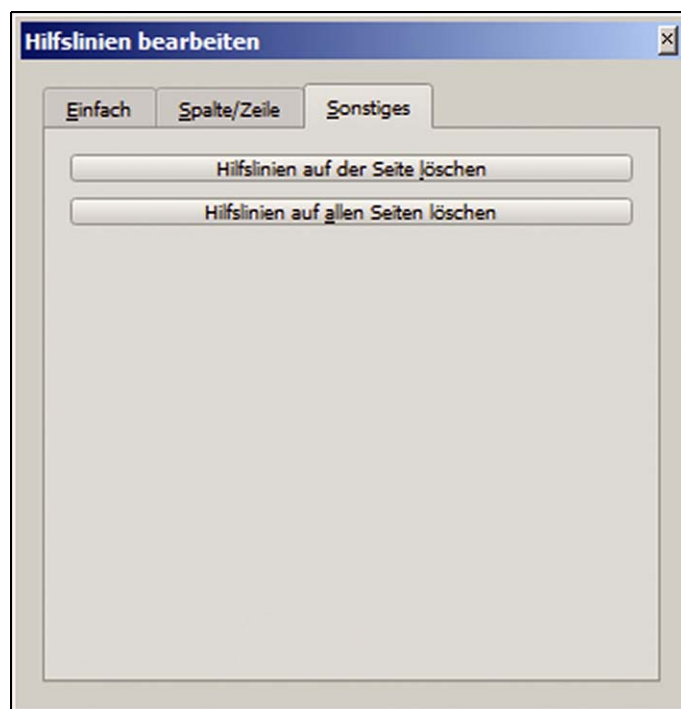 Hilfslinien bearbeiten
Einfach Spalte/Zeile Sonstiges
Hilfslinien auf der Seite löschen
Hilfslinien auf allen Seiten löschen